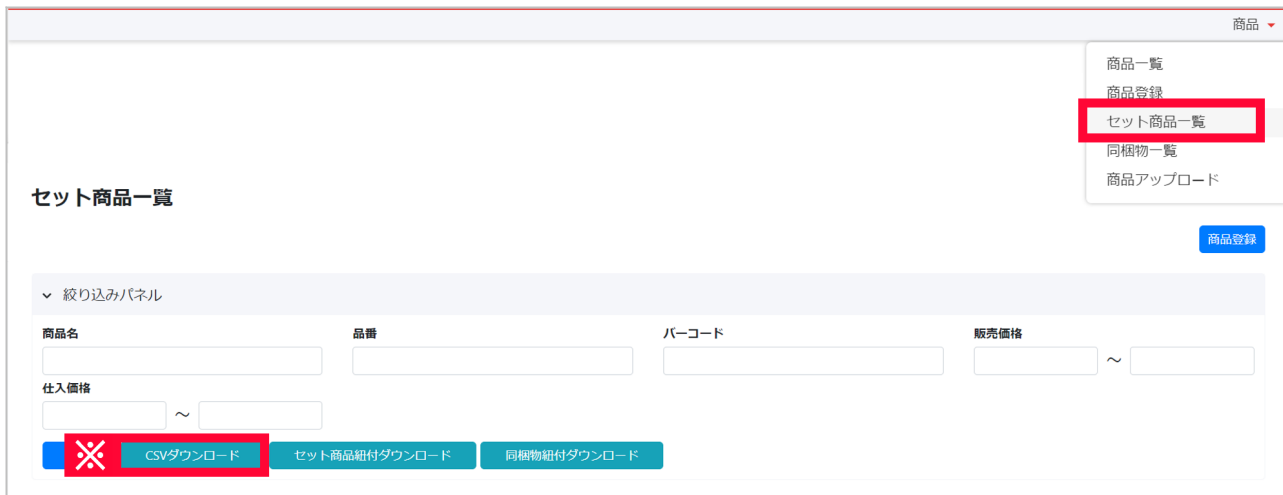 商品
商品一覧
商品登録
セット商品一覧
同梱物一覧
商品アップロード
セット商品一覧
商品登録
絞り込みパネル
商品名 品番 バーコード 販売価格
～
仕入価格
～
※ CSVダウンロード セット商品紐付ダウンロード 同梱物紐付ダウンロード